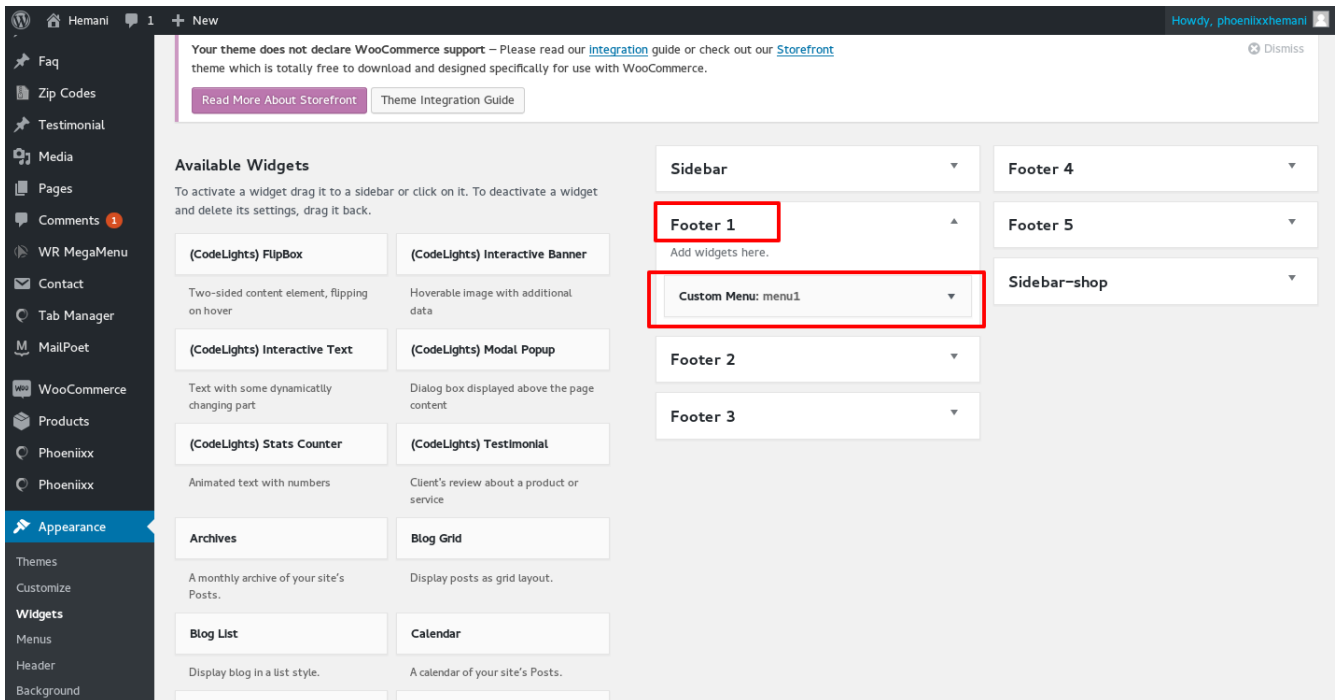 Hemani 1 + New Howdy, phoeniixxhemani
Faq
Zip Codes
Testimonial
Media
Pages
Comments 1
WR MegaMenu
Contact
Tab Manager
MailPoet
WooCommerce
Products
Phoeniixx
Phoeniixx
Appearance
Themes
Customize
Widgets
Menus
Header
Background
Your theme does not declare WooCommerce support – Please read our integration guide or check out our Storefront
theme which is totally free to download and designed specifically for use with WooCommerce.
Dismiss
Read More About Storefront Theme Integration Guide
Available Widgets
To activate a widget drag it to a sidebar or click on it. To deactivate a widget
and delete its settings, drag it back.
(CodeLights) FlipBox
Two-sided content element, flipping
on hover
(CodeLights) Interactive Banner
Hoverable image with additional
data
(CodeLights) Interactive Text
Text with some dynamicatlly
changing part
(CodeLights) Modal Popup
Dialog box displayed above the page
content
(CodeLights) Stats Counter
Animated text with numbers
(CodeLights) Testimonial
Client's review about a product or
service
Archives
A monthly archive of your site's
Posts.
Blog Grid
Display posts as grid layout.
Blog List
Display blog in a list style.
Calendar
A calendar of your site's Posts.
Sidebar
Footer 1
Add widgets here.
Custom Menu: menu1
Footer 2
Footer 3
Footer 4
Footer 5
Sidebar-shop